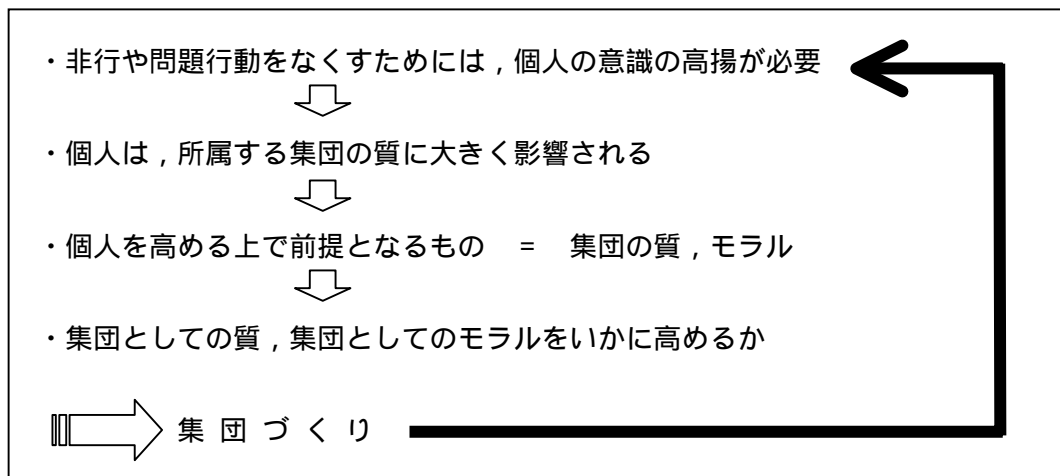 ・非行や問題行動をなくすためには，個人の意識の高揚が必要
・個人は，所属する集団の質に大きく影響される
・個人を高める上で前提となるもの　=　集団の質，モラル
・集団としての質，集団としてのモラルをいかに高めるか
集 団 づ く り